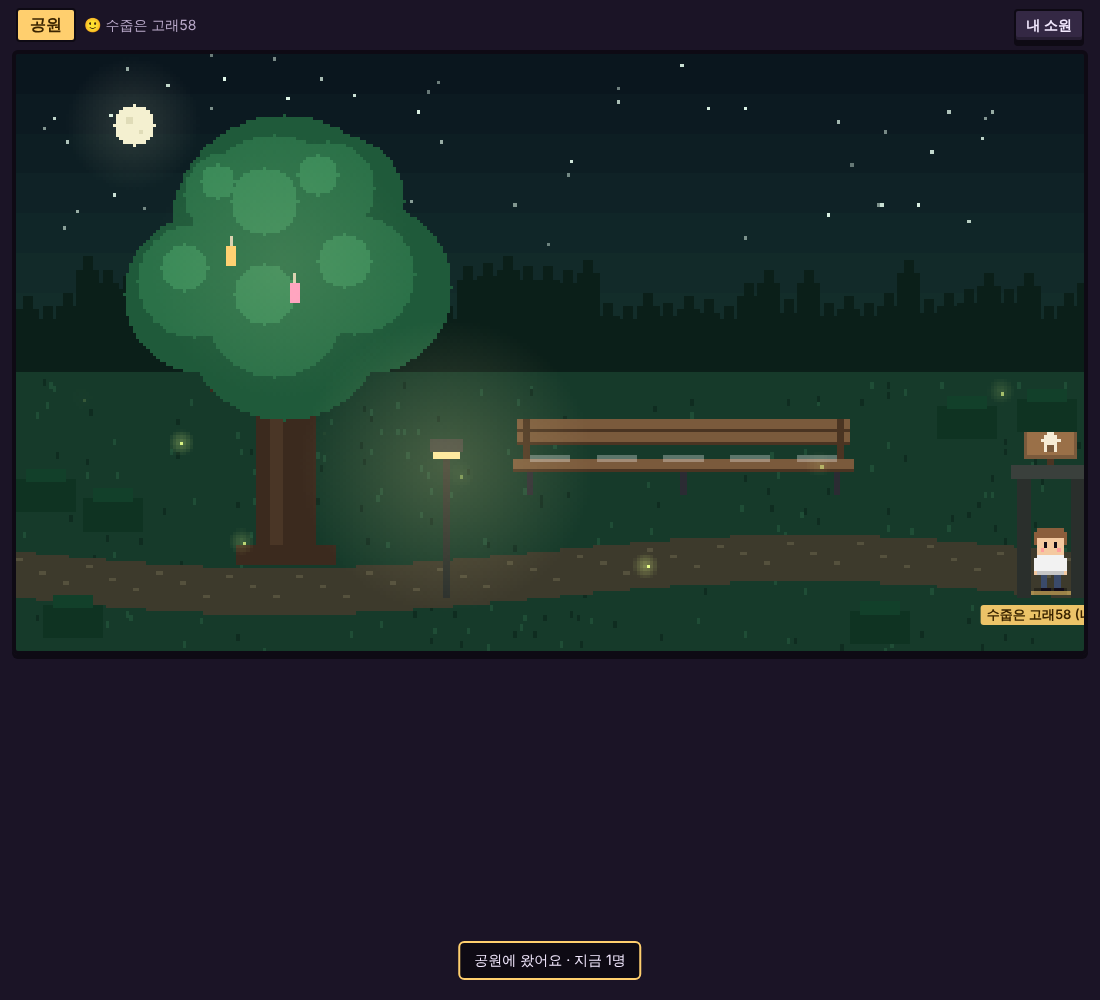 공원
🙂 수줍은 고래58
내 소원
수줍은 고래58 (
공원에 왔어요 · 지금 1명